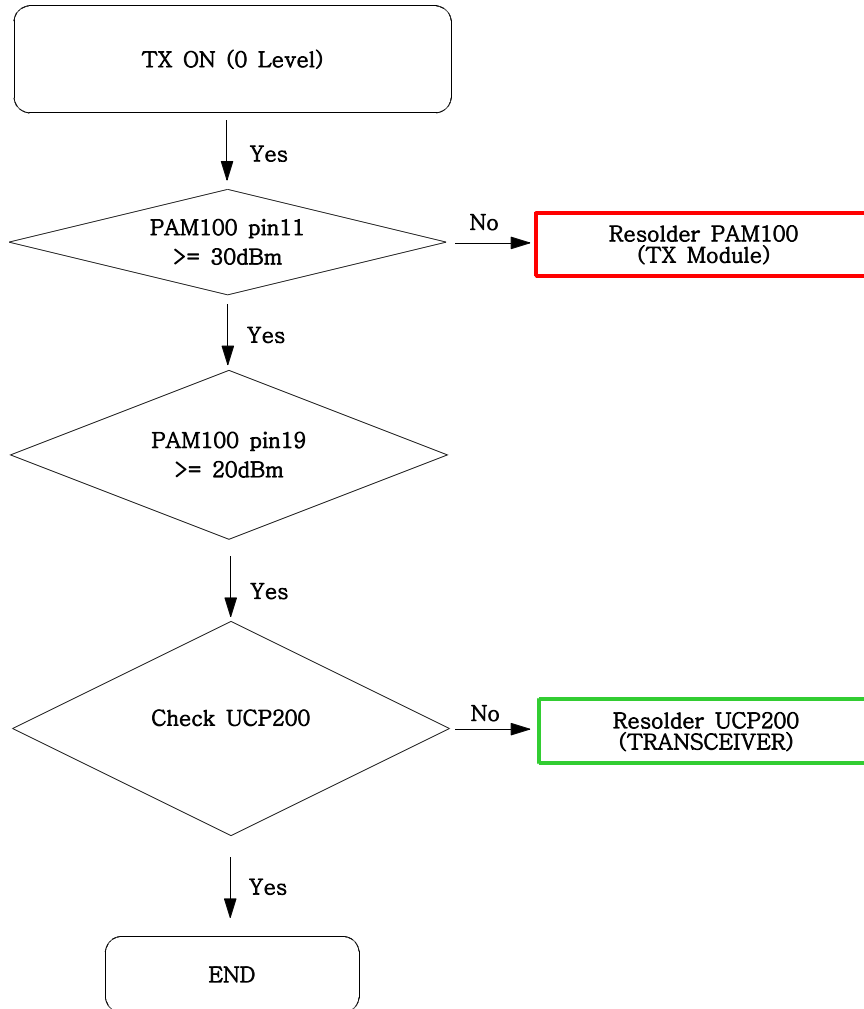 TX ON (0 Level)
Yes
PAM100 pin11
>= 30dBm
No
Resolder PAM100
(TX Module)
Yes
PAM100 pin19
>= 20dBm
Yes
Check UCP200
No
Resolder UCP200
(TRANSCEIVER)
Yes
END